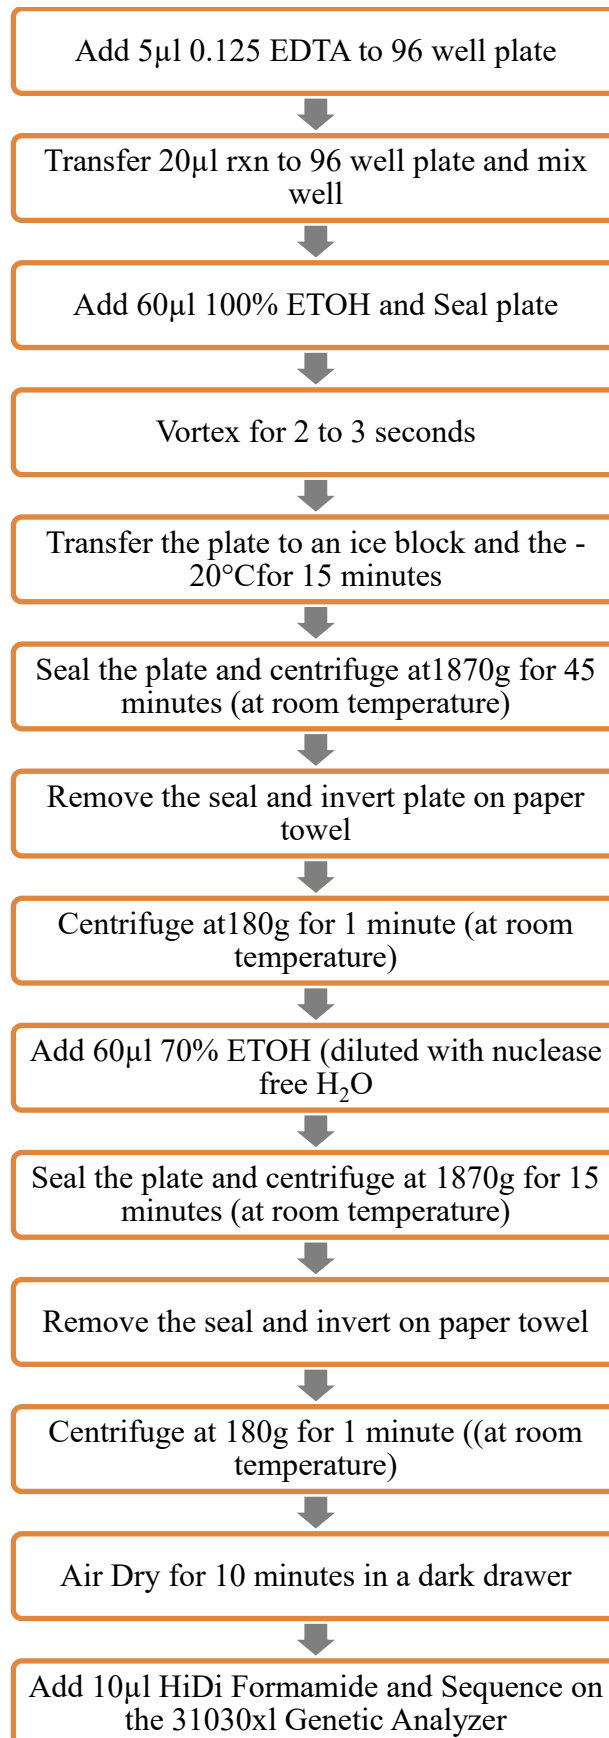 Add 5µl 0.125 EDTA to 96 well plate
Transfer 20µl rxn to 96 well plate and mix
well
Add 60µl 100% ETOH and Seal plate
Vortex for 2 to 3 seconds
Transfer the plate to an ice block and the -
20°Cfor 15 minutes
Seal the plate and centrifuge at1870g for 45
minutes (at room temperature)
Remove the seal and invert plate on paper
towel
Centrifuge at180g for 1 minute (at room
temperature)
Add 60µl 70% ETOH (diluted with nuclease
free H₂O
Seal the plate and centrifuge at 1870g for 15
minutes (at room temperature)
Remove the seal and invert on paper towel
Centrifuge at 180g for 1 minute ((at room
temperature)
Air Dry for 10 minutes in a dark drawer
Add 10µl HiDi Formamide and Sequence on
the 31030xl Genetic Analyzer